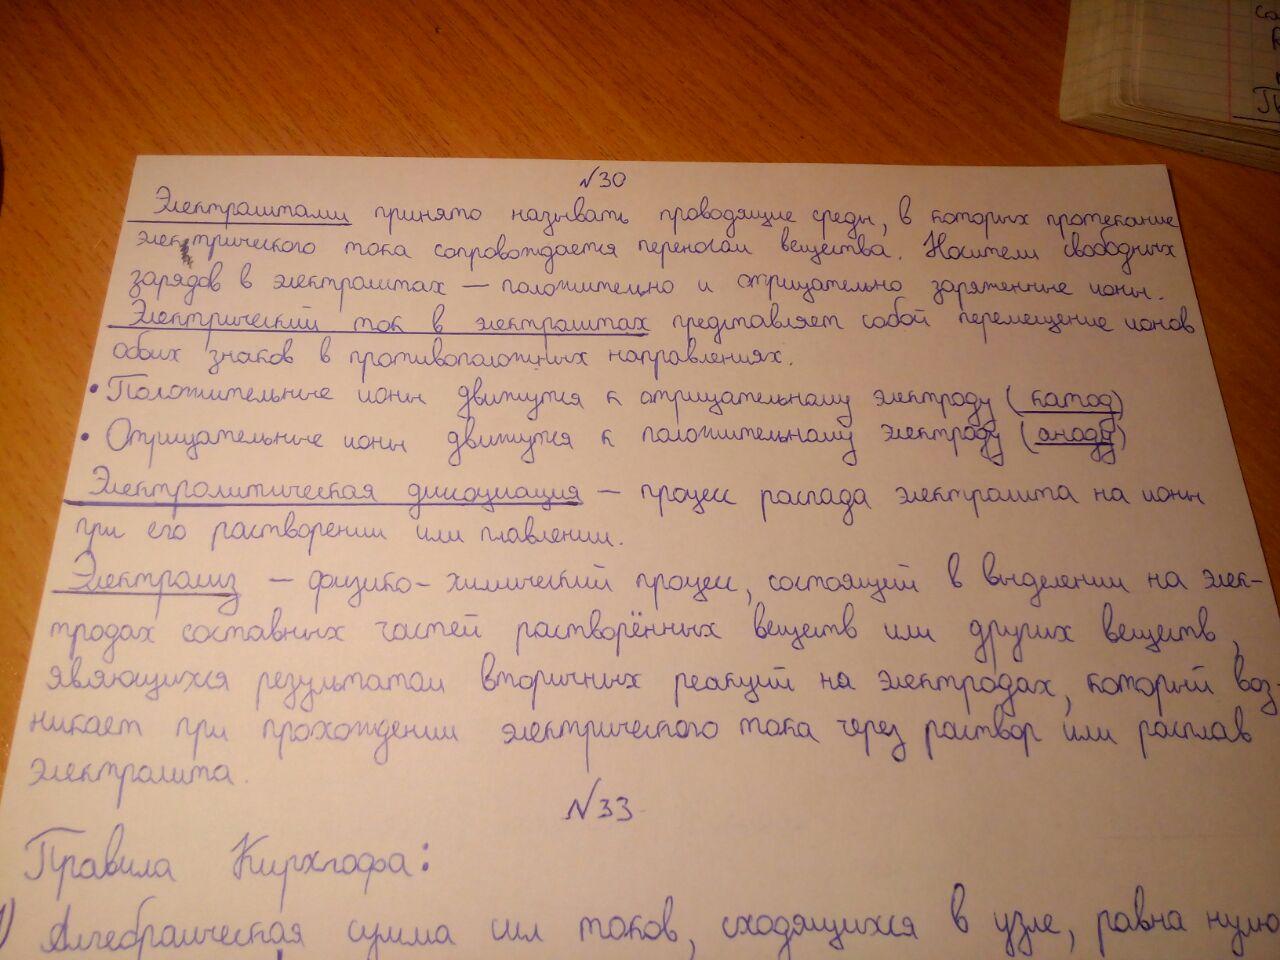 №30
Электролитами принято называть проводящие среды, в которых протекание
электрического тока сопровождается переносом вещества. Носители свободных
зарядов в электролитах — положительно и отрицательно заряженные ионы.
Электрический ток в электролитах представляет собой перемещение ионов
обоих знаков в противоположных направлениях.
• Положительные ионы движутся к отрицательному электроду (катод)
• Отрицательные ионы движутся к положительному электроду (аноду)
Электролитическая диссоциация — процесс распада электролита на ионы
при его растворении или плавлении.
Электролиз — физико-химический процесс, состоящий в выделении на элек-
тродах составных частей растворённых веществ или других веществ,
являющихся результатом вторичных реакций на электродах, который воз-
никает при прохождении электрического тока через раствор или расплав
электролита.
№33
Правила Кирхгофа:
1) Алгебраическая сумма сил токов, сходящихся в узле, равна нулю